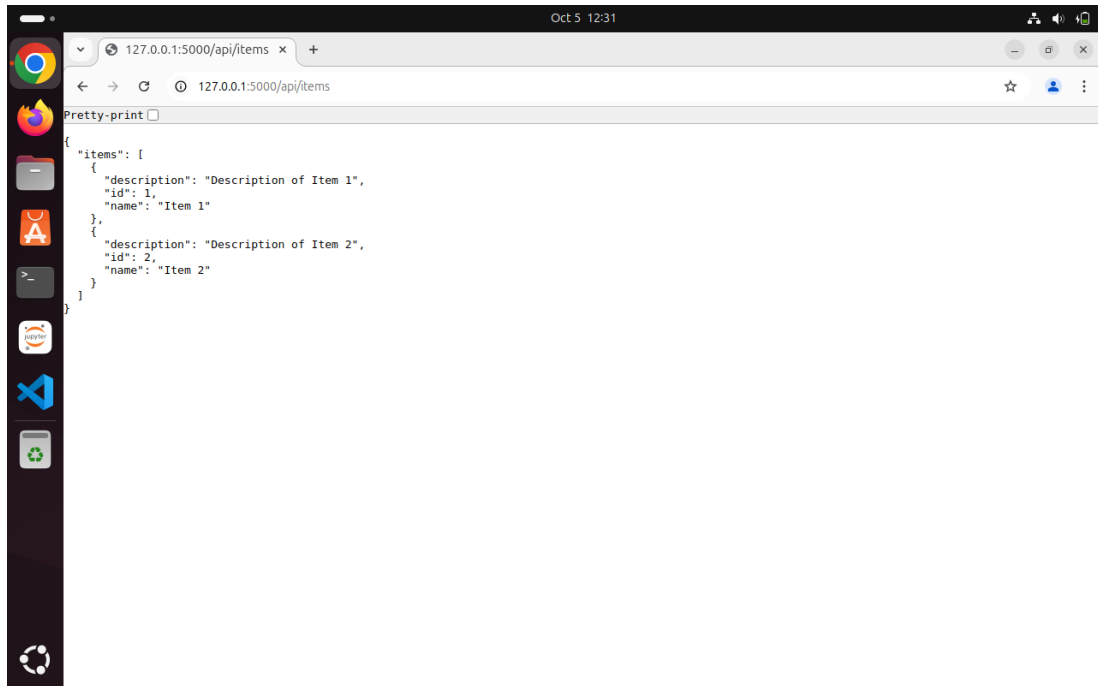 Oct 5 12:31
127.0.0.1:5000/api/items
127.0.0.1:5000/api/items
Pretty-print
{
  "items": [
    {
      "description": "Description of Item 1",
      "id": 1,
      "name": "Item 1"
    },
    {
      "description": "Description of Item 2",
      "id": 2,
      "name": "Item 2"
    }
  ]
}
>_
jupyter